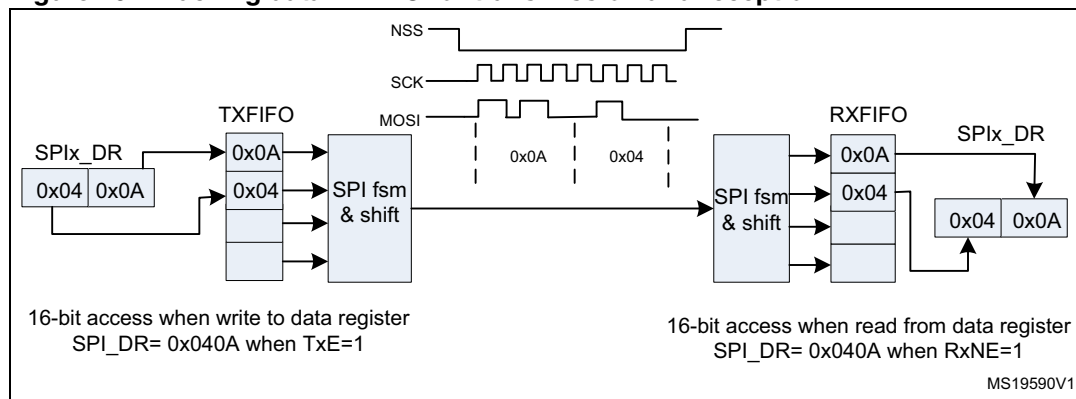 NSS
SCK
MOSI
TXFIFO
RXFIFO
SPIx_DR
SPIx_DR
0x04 0x0A
0x0A
0x04
SPI fsm
& shift
0x0A
0x04
SPI fsm
& shift
0x0A
0x04
0x04 0x0A
16-bit access when write to data register
SPI_DR= 0x040A when TxE=1
16-bit access when read from data register
SPI_DR= 0x040A when RxNE=1
MS19590V1